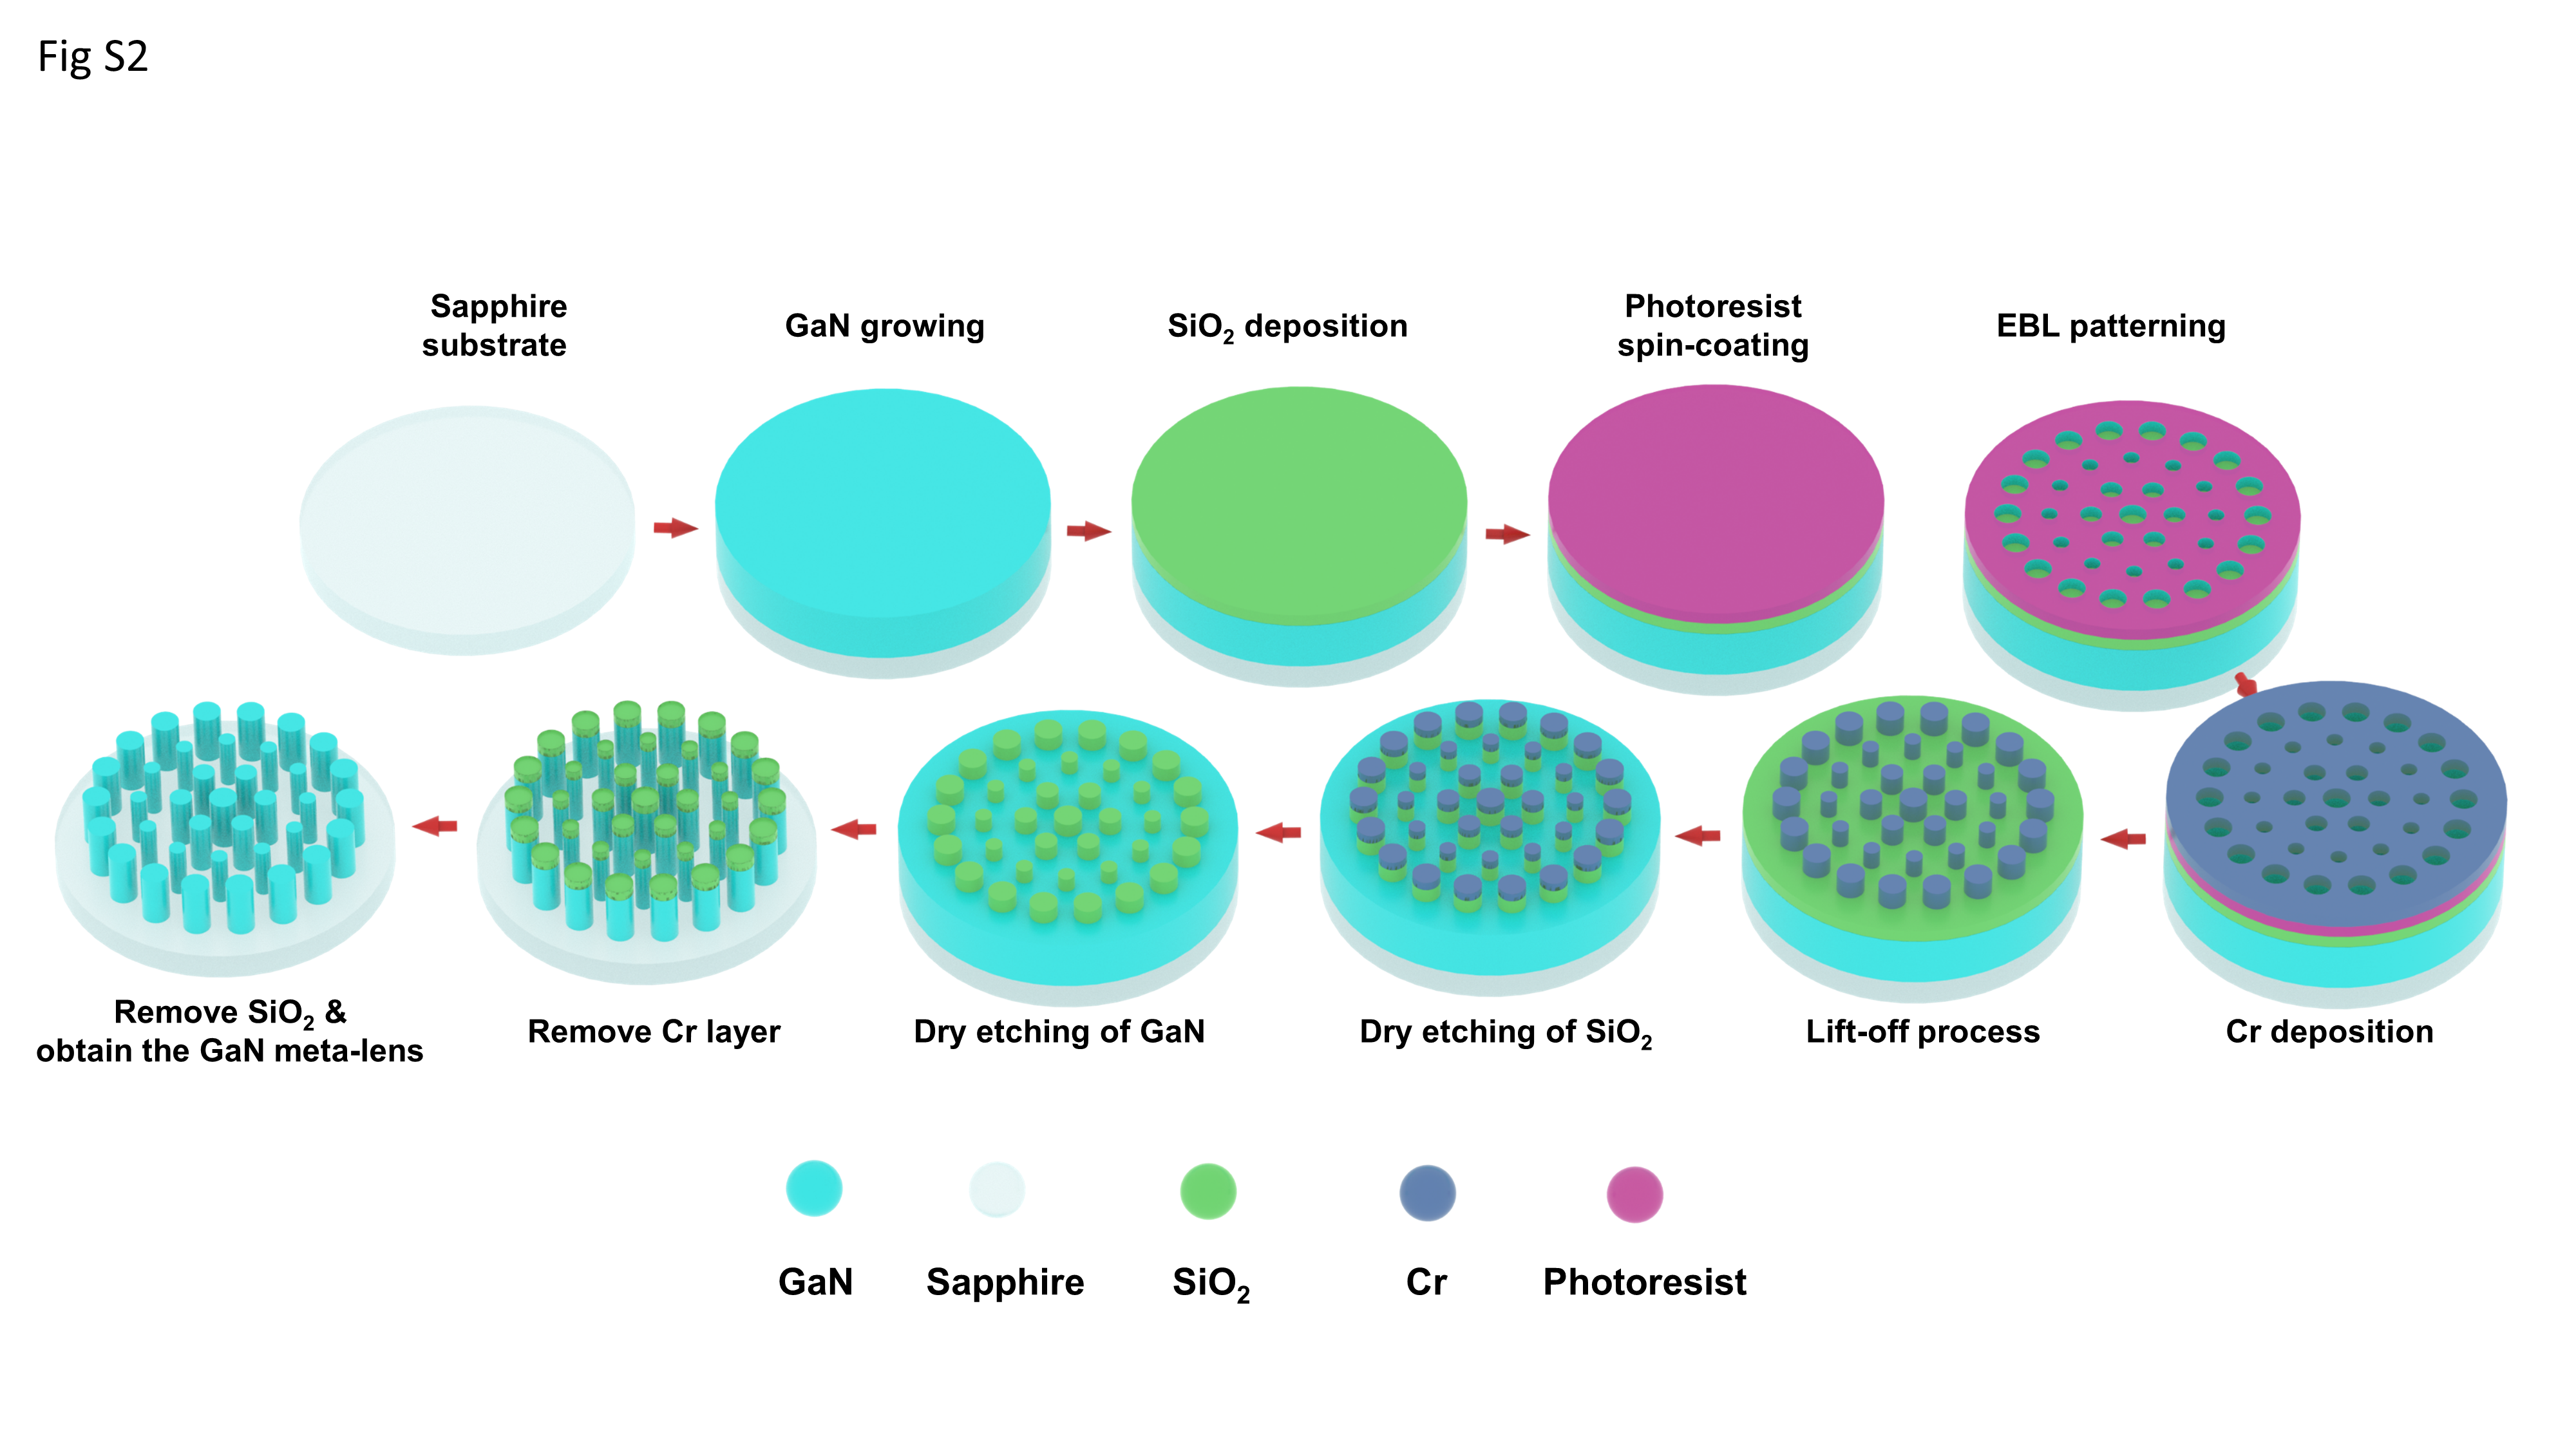 Fig S2
Sapphire
substrate
GaN growing
SiO₂ deposition
Photoresist
spin-coating
EBL patterning
Remove SiO₂ &
obtain the GaN meta-lens
Remove Cr layer
Dry etching of GaN
Dry etching of SiO₂
Lift-off process
Cr deposition
GaN
Sapphire
SiO₂
Cr
Photoresist